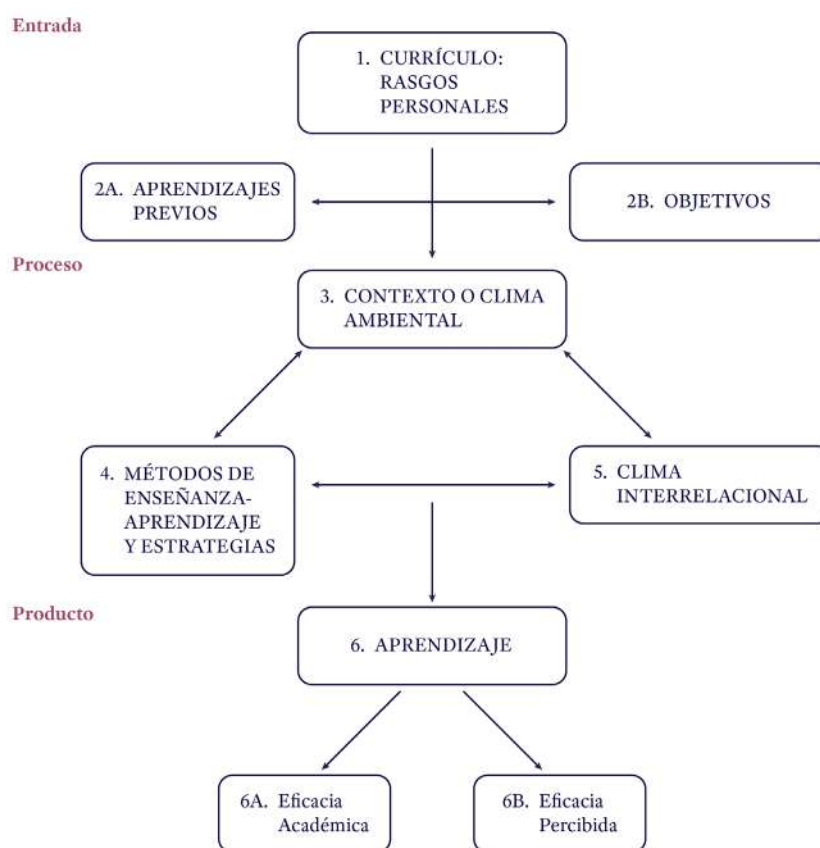 Entrada
1. CURRÍCULO:
RASGOS
PERSONALES
2A. APRENDIZAJES
PREVIOS
2B. OBJETIVOS
Proceso
3. CONTEXTO O CLIMA
AMBIENTAL
4. MÉTODOS DE
ENSEÑANZA-
APRENDIZAJE
Y ESTRATEGIAS
5. CLIMA
INTERRELACIONAL
Producto
6. APRENDIZAJE
6A. Eficacia
Académica
6B. Eficacia
Percibida